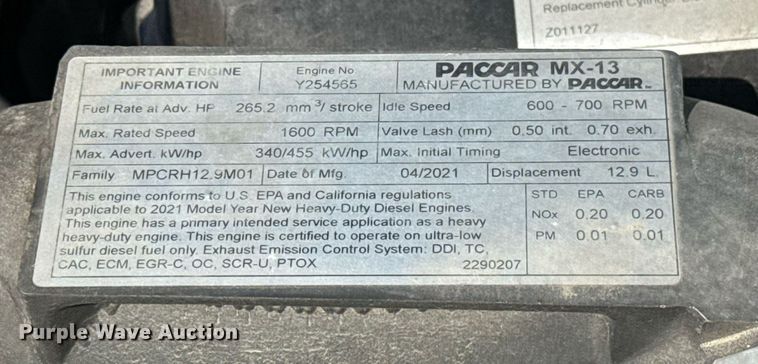 Replacement
Z011127
IMPORTANT ENGINE INFORMATION
Engine No
Y254565
PACCAR MX-13
MANUFACTURED BY PACCAR
Fuel Rate at Adv. HP 265.2 mm³/ stroke Idle Speed 600 - 700 RPM
Max. Rated Speed 1600 RPM Valve Lash (mm) 0.50 int. 0.70 exh.
Max. Advert. kW/hp 340/455 kW/hp Max. Initial Timing Electronic
Family MPCRH12.9M01 Date of Mfg. 04/2021 Displacement 12.9 L
This engine conforms to U.S. EPA and California regulations
applicable to 2021 Model Year New Heavy-Duty Diesel Engines.
This engine has a primary intended service application as a heavy
heavy-duty engine. This engine is certified to operate on ultra-low
sulfur diesel fuel only. Exhaust Emission Control System: DDI, TC,
CAC, ECM, EGR-C, OC, SCR-U, PTOX 2290207
STD EPA CARB
NOx 0.20 0.20
PM 0.01 0.01
Purple Wave Auction